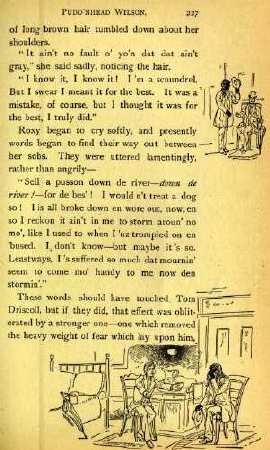 PUDD'NHEAD WILSON. 227
of long brown hair tumbled down about her
shoulders.
"It ain't no fault o' yo'n dat dat ain't
gray," she said sadly, noticing the hair.
"I know it, I know it! I'm a scoundrel.
But I swear I meant it for the best. It was a
mistake, of course, but I thought it was for
the best, I truly did."
Roxy began to cry softly, and presently
words began to find their way out between
her sobs. They were uttered lamentingly,
rather than angrily—
"Sell a pusson down de river—down de
river!—for de bes'! I wouldn't treat a dog
so! I is all broke down en wore out, now, en
so I reckon it ain't in me to storm aroun' no
mo', like I used to when I 'uz trompled on en
'bused. I don't know—but maybe it's so.
Leastways, I's suffered so much dat mournin'
seem to come mo' handy to me now den
stormin'."
These words should have touched Tom
Driscoll, but if they did, that effect was oblit-
erated by a stronger one—one which removed
the heavy weight of fear which lay upon him,